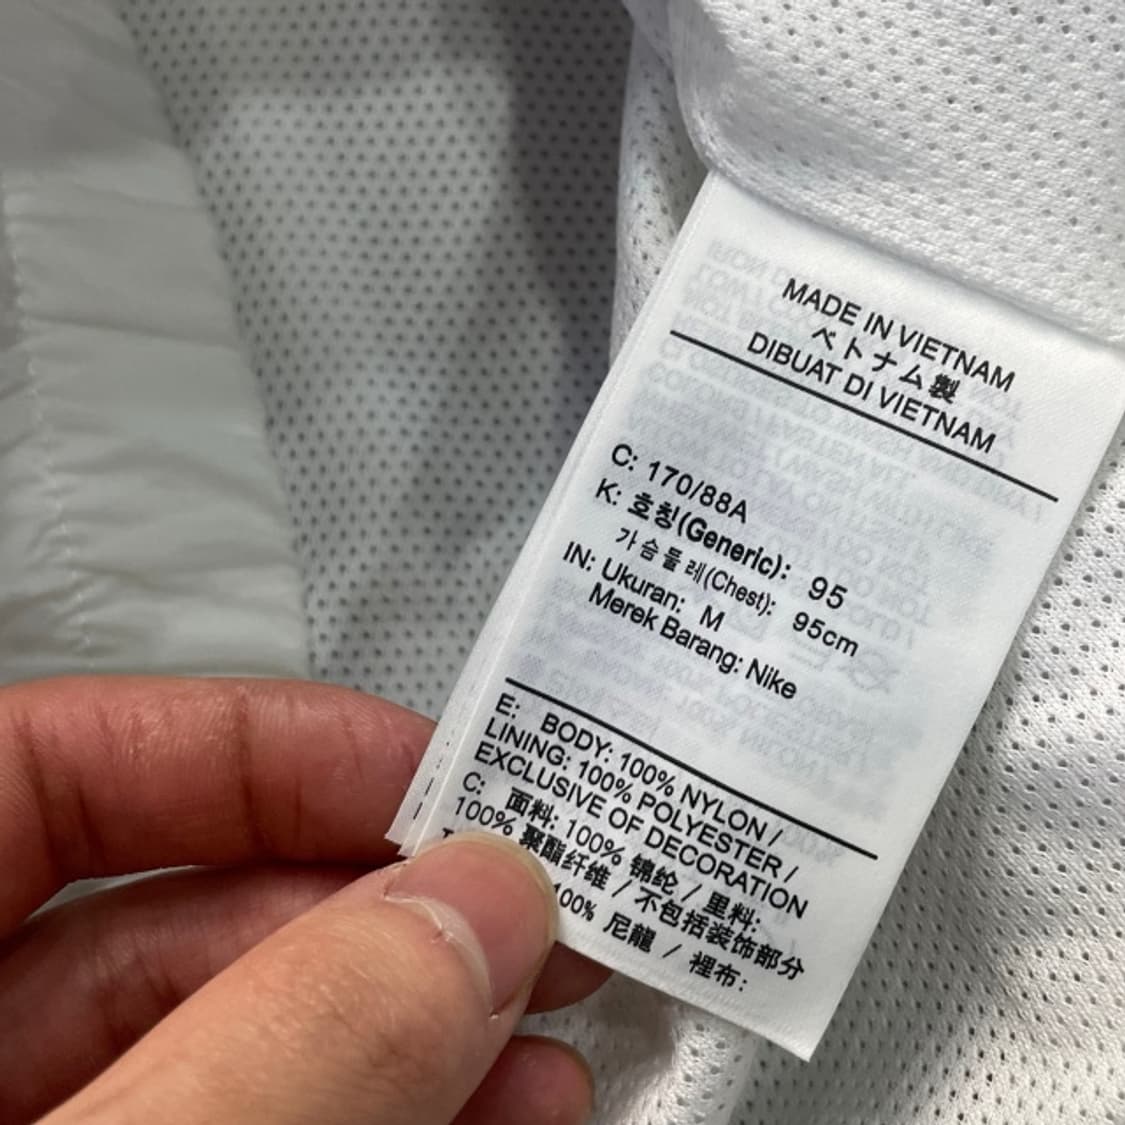 MADE IN VIETNAM
ベトナム製
DIBUAT DI VIETNAM
C: 170/88A
K: 호칭(Generic): 95
가슴둘레(Chest): 95cm
IN: Ukuran: M
Merek Barang: Nike
E: BODY: 100% NYLON /
LINING: 100% POLYESTER /
EXCLUSIVE OF DECORATION
C: 面料: 100% 锦纶 / 里料:
100% 聚酯纤维 / 不包括装饰部分
100% 尼龍 / 裡布: